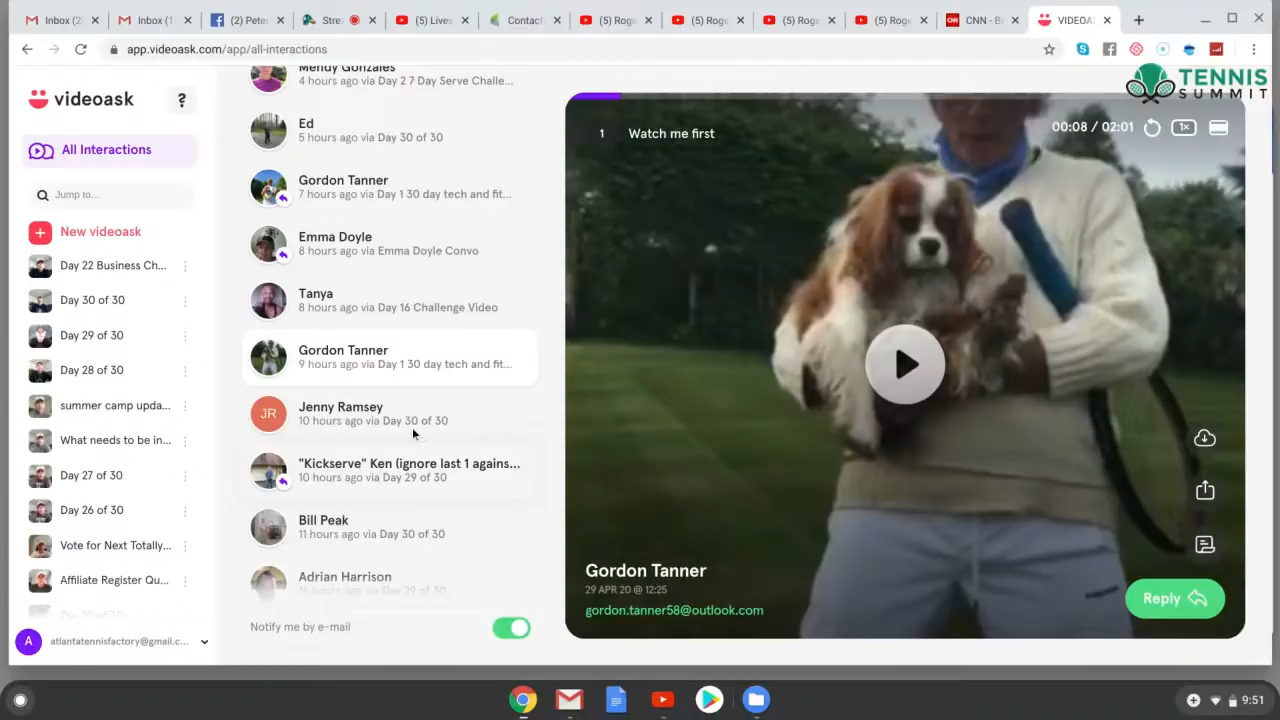 Inbox (2
Inbox (1
(2) Peter
Strea
(5) Lives
Contact
(5) Roge
(5) Roge
(5) Roge
(5) Roge
CNN - Br
VIDEOA
app.videoask.com/app/all-interactions
TENNIS
SUMMIT
videoask
?
All Interactions
Jump to...
New videoask
Day 22 Business Ch...
Day 30 of 30
Day 29 of 30
Day 28 of 30
summer camp upda...
What needs to be in...
Day 27 of 30
Day 26 of 30
Vote for Next Totally...
Affiliate Register Qu...
A
atlantatennisfactory@gmail.c...
Mendy Gonzales
4 hours ago via Day 2 7 Day Serve Challe...
Ed
5 hours ago via Day 30 of 30
Gordon Tanner
7 hours ago via Day 1 30 day tech and fit...
Emma Doyle
8 hours ago via Emma Doyle Convo
Tanya
8 hours ago via Day 16 Challenge Video
Gordon Tanner
9 hours ago via Day 1 30 day tech and fit...
JR
Jenny Ramsey
10 hours ago via Day 30 of 30
"Kickserve" Ken (ignore last 1 agains...
10 hours ago via Day 29 of 30
Bill Peak
11 hours ago via Day 30 of 30
Adrian Harrison
Notify me by e-mail
1 Watch me first
00:08 / 02:01
1x
Gordon Tanner
29 APR 20 @ 12:25
gordon.tanner58@outlook.com
Reply
9:51